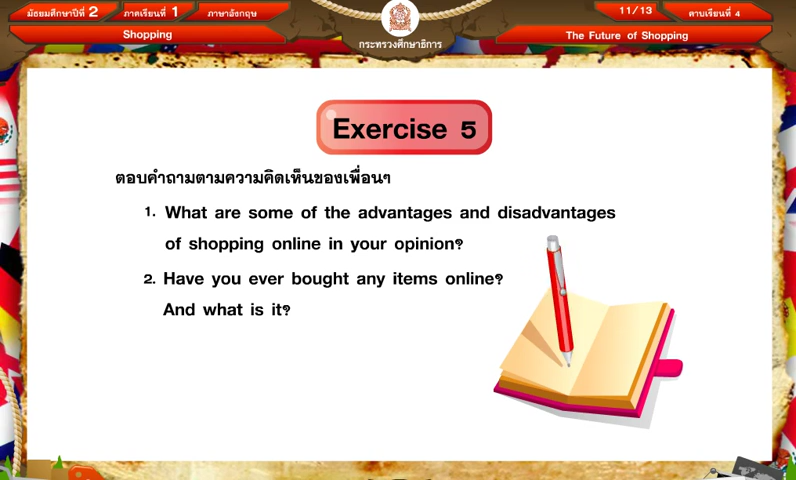 มัธยมศึกษาปีที่ 2 ภาคเรียนที่ 1 ภาษาอังกฤษ 11/13 คาบเรียนที่ 4
Shopping กระทรวงศึกษาธิการ The Future of Shopping
Exercise 5
ตอบคำถามตามความคิดเห็นของเพื่อนๆ
1. What are some of the advantages and disadvantages
of shopping online in your opinion?
2. Have you ever bought any items online?
And what is it?